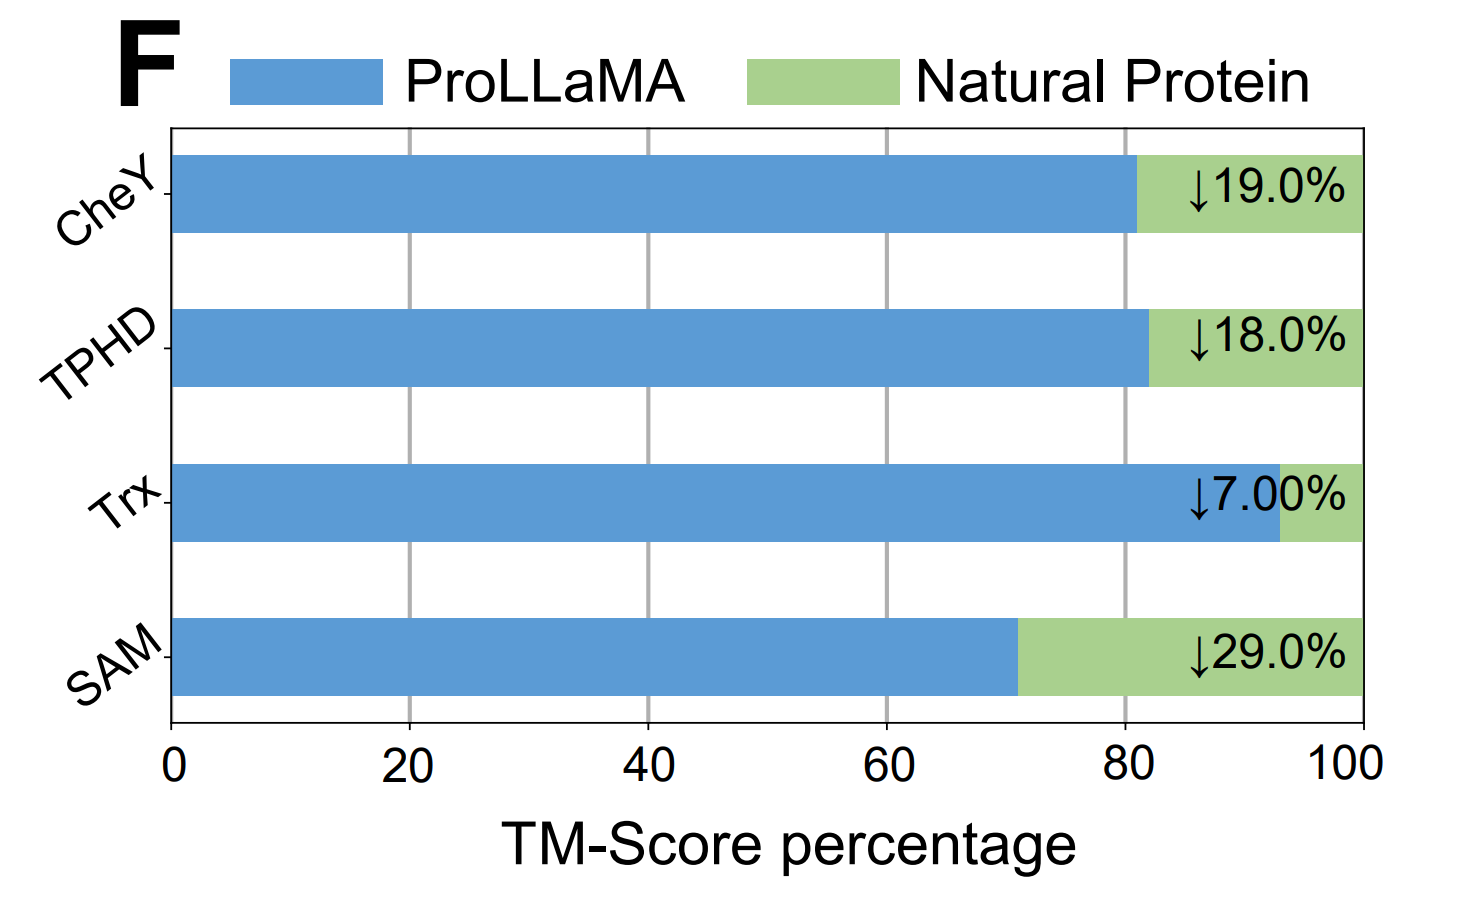 F
ProLLaMA Natural Protein
CheY ↓19.0%
TPHD ↓18.0%
Trx ↓7.00%
SAM ↓29.0%
0 20 40 60 80 100
TM-Score percentage